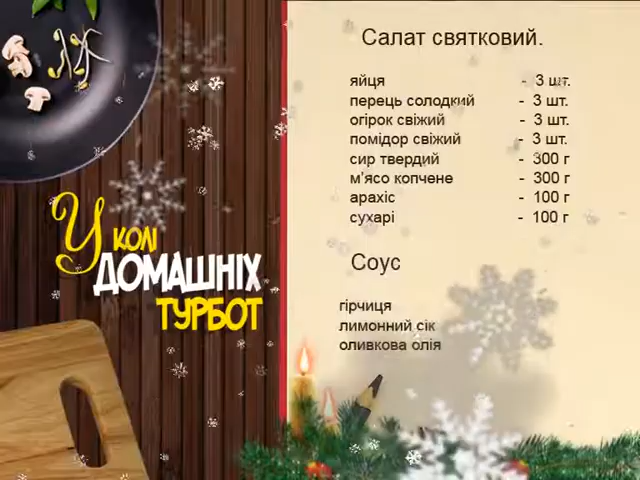 У колі
ДОМАШНІХ
ТУРБОТ
Салат святковий.
яйця - 3 шт.
перець солодкий - 3 шт.
огірок свіжий - 3 шт.
помідор свіжий - 3 шт.
сир твердий - 300 г
м'ясо копчене - 300 г
арахіс - 100 г
сухарі - 100 г
Соус
гірчиця
лимонний сік
оливкова олія